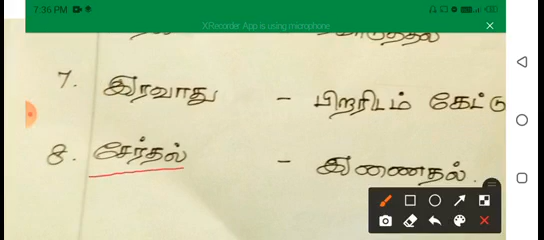 7:36 PM
XRecorder App is using microphone
7. இரவாது - பிறரிடம் கேட்டு
8. சேர்தல் - இணைதல்.